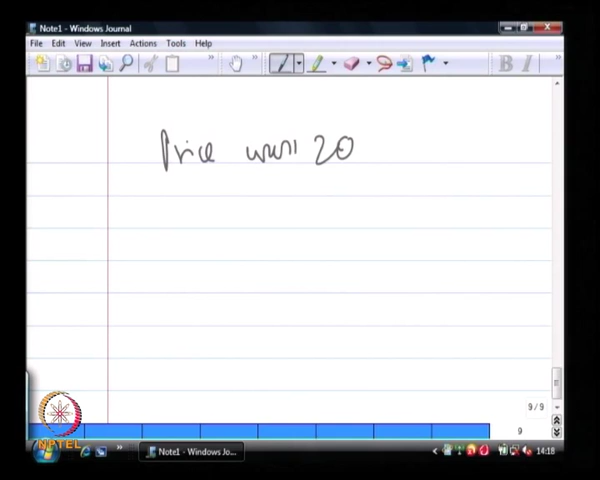 Note1 - Windows Journal
File Edit View Insert Actions Tools Help
B I
Price was 20
9/9
9
NPTEL
Note1 - Windows Jo...
14:18